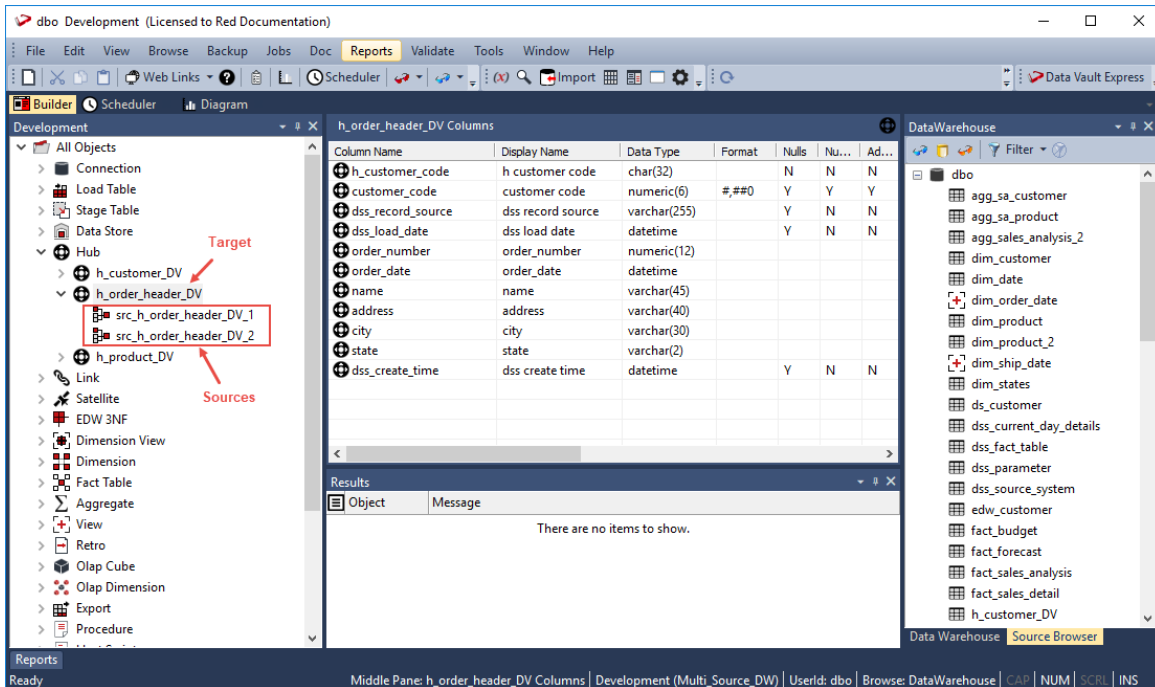 dbo Development (Licensed to Red Documentation)
File Edit View Browse Backup Jobs Doc Reports Validate Tools Window Help
Web Links Scheduler (x) Import Data Vault Express
Builder Scheduler Diagram
Development
All Objects
Connection
Load Table
Stage Table
Data Store
Hub
Target
h_customer_DV
h_order_header_DV
src_h_order_header_DV_1
src_h_order_header_DV_2
h_product_DV
Link
Sources
Satellite
EDW 3NF
Dimension View
Dimension
Fact Table
Aggregate
View
Retro
Olap Cube
Olap Dimension
Export
Procedure
h_order_header_DV Columns
Column Name Display Name Data Type Format Nulls Nu... Ad...
h_customer_code h customer code char(32) N N N
customer_code customer code numeric(6) #,##0 Y Y Y
dss_record_source dss record source varchar(255) Y N N
dss_load_date dss load date datetime Y N N
order_number order_number numeric(12)
order_date order_date datetime
name name varchar(45)
address address varchar(40)
city city varchar(30)
state state varchar(2)
dss_create_time dss create time datetime Y N N
Results
Object Message
There are no items to show.
DataWarehouse
Filter
dbo
agg_sa_customer
agg_sa_product
agg_sales_analysis_2
dim_customer
dim_date
dim_order_date
dim_product
dim_product_2
dim_ship_date
dim_states
ds_customer
dss_current_day_details
dss_fact_table
dss_parameter
dss_source_system
edw_customer
fact_budget
fact_forecast
fact_sales_analysis
fact_sales_detail
h_customer_DV
Data Warehouse Source Browser
Reports
Ready Middle Pane: h_order_header_DV Columns Development (Multi_Source_DW) UserId: dbo Browse: DataWarehouse CAP NUM SCRL INS